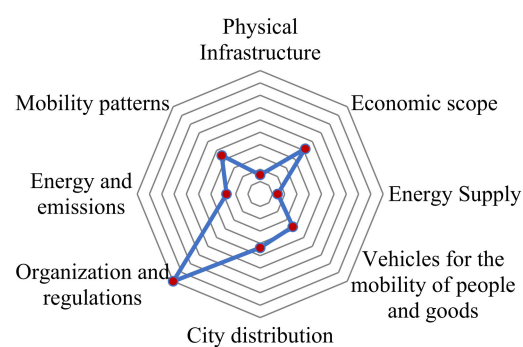 Physical
Infrastructure
Mobility patterns
Economic scope
Energy and
emissions
Energy Supply
Organization and
regulations
Vehicles for the
mobility of people
and goods
City distribution